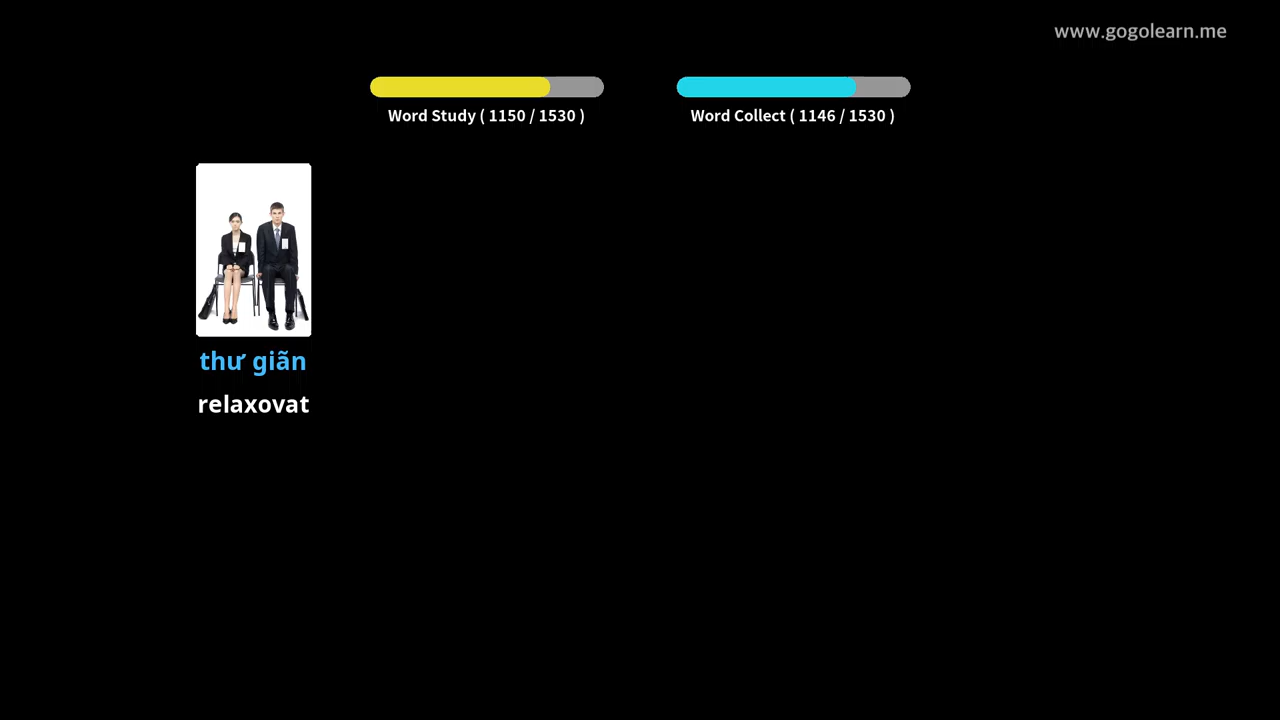 www.gogolearn.me
Word Study ( 1150 / 1530 )
Word Collect ( 1146 / 1530 )
thư giãn
relaxovat